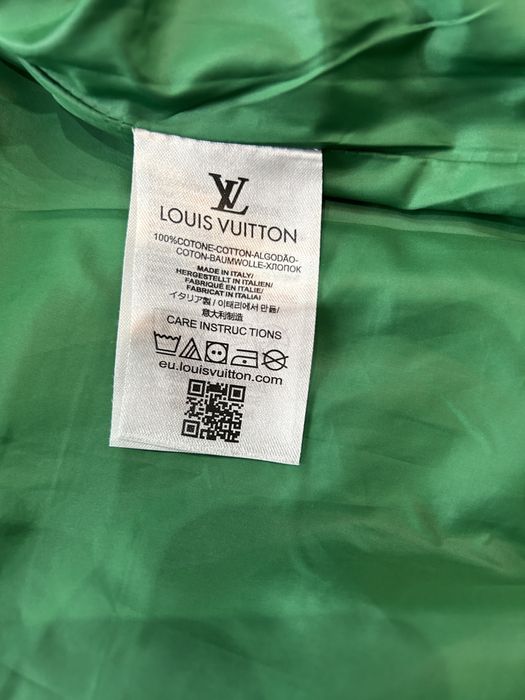 LV
LOUIS VUITTON
100%COTONE-COTTON-ALGODÃO-
COTON-BAUMWOLLE-ХЛОПОК
MADE IN ITALY/
HERGESTELLT IN ITALIEN/
FABRIQUÉ EN ITALIE/
FABRICAT IN ITALIA/
イタリア製 / 이태리에서 만듦/
意大利制造
CARE INSTRUCTIONS
eu.louisvuitton.com